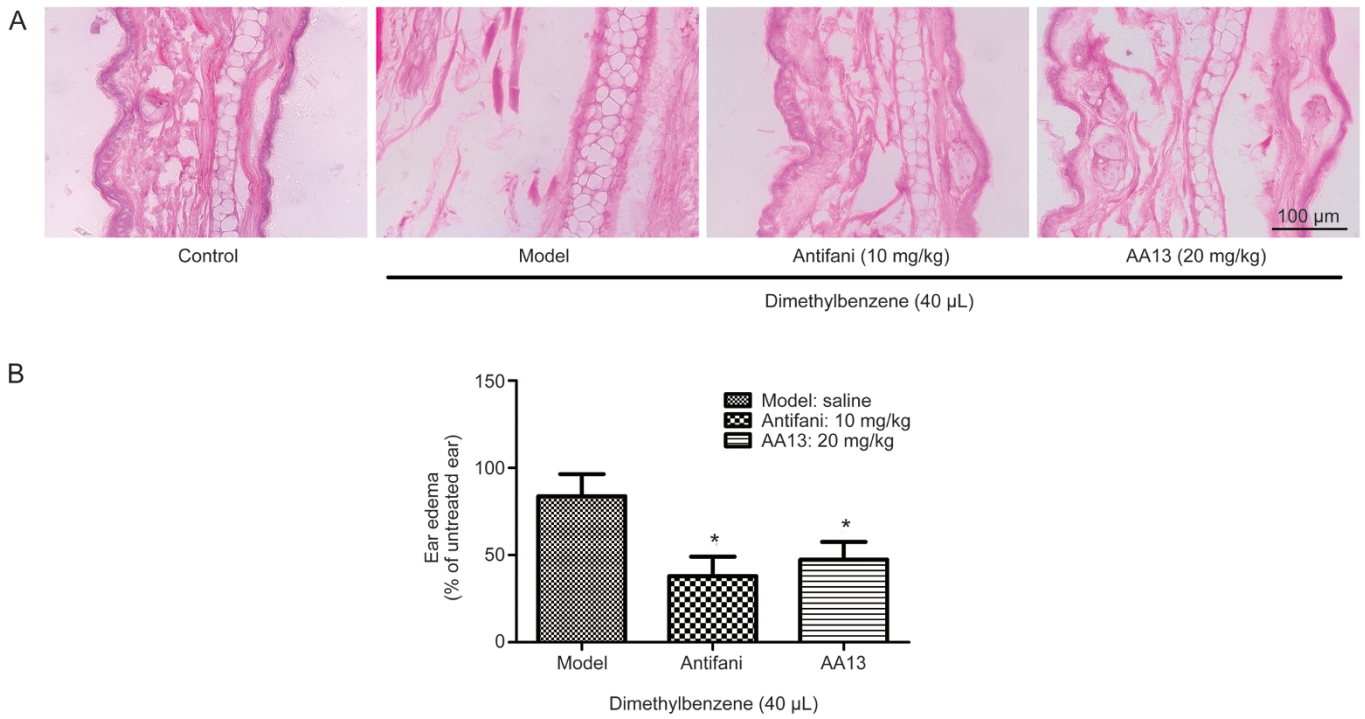 A
100 µm
Control
Model
Antifani (10 mg/kg)
AA13 (20 mg/kg)
Dimethylbenzene (40 µL)
B
Ear edema
(% of untreated ear)
150
100
50
0
Model: saline
Antifani: 10 mg/kg
AA13: 20 mg/kg
*
*
Model
Antifani
AA13
Dimethylbenzene (40 µL)